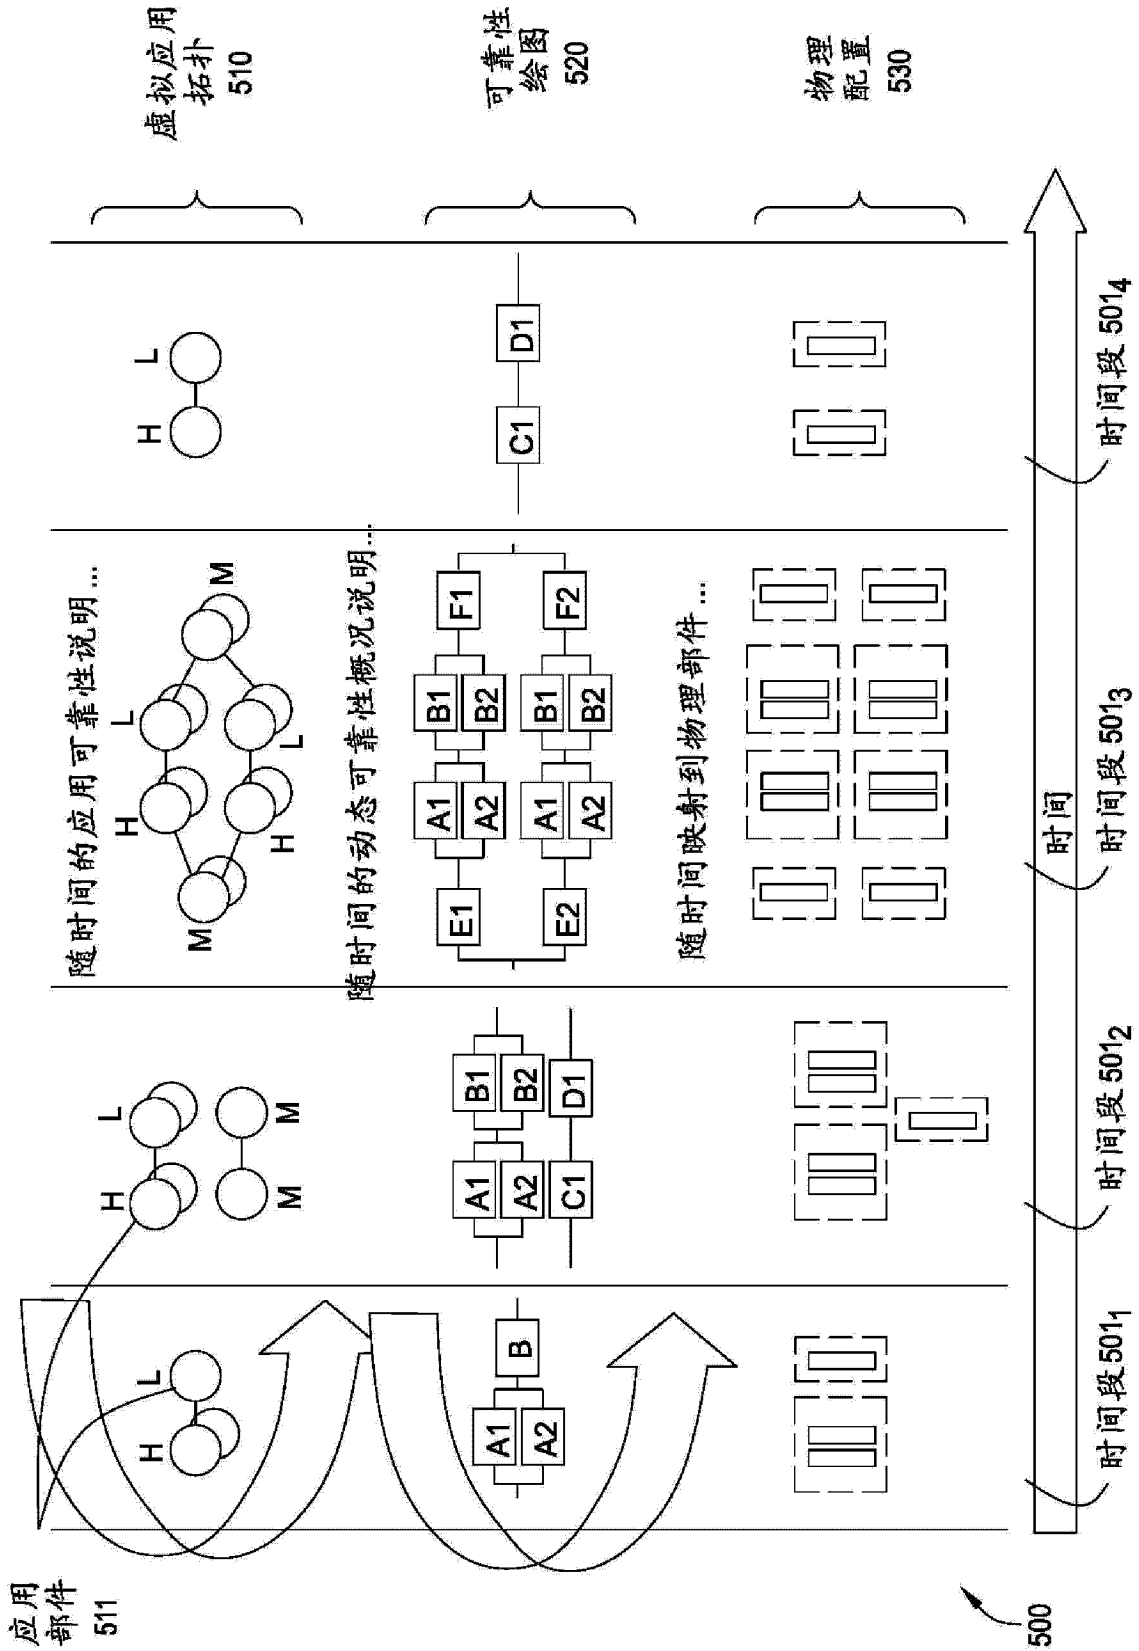 应用
部件
511
虚拟应用
拓扑
510
可靠性
绘图
520
物理
配置
530
随时间的应用可靠性说明...
H
L
H
L
M
M
M
H
L
H
L
M
M
H
L
随时间的动态可靠性概况说明...
A1
A2
B
A1
A2
B1
B2
C1
D1
E1
A1
A2
B1
B2
F1
E2
A1
A2
B1
B2
F2
C1
D1
随时间映射到物理部件...
时间
时间段 501₁
时间段 501₂
时间段 501₃
时间段 501₄
500